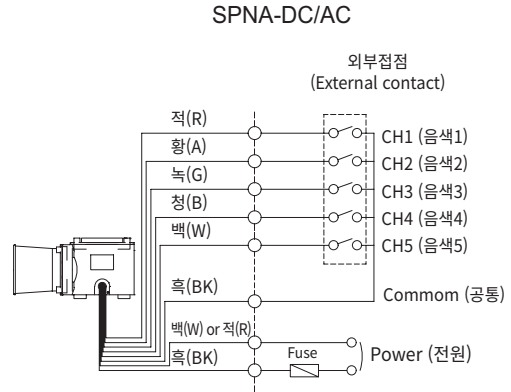 SPNA-DC/AC
외부접점
(External contact)
적(R)
CH1 (음색1)
황(A)
CH2 (음색2)
녹(G)
CH3 (음색3)
청(B)
CH4 (음색4)
백(W)
CH5 (음색5)
흑(BK)
Commom (공통)
백(W) or 적(R)
흑(BK)
Fuse
Power (전원)